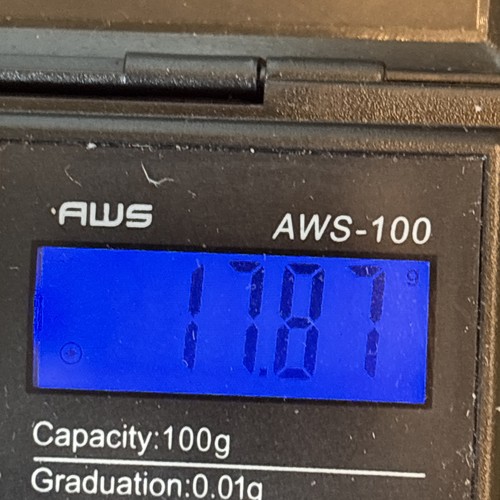 AWS
AWS-100
17.87 g
Capacity:100g
Graduation:0.01g